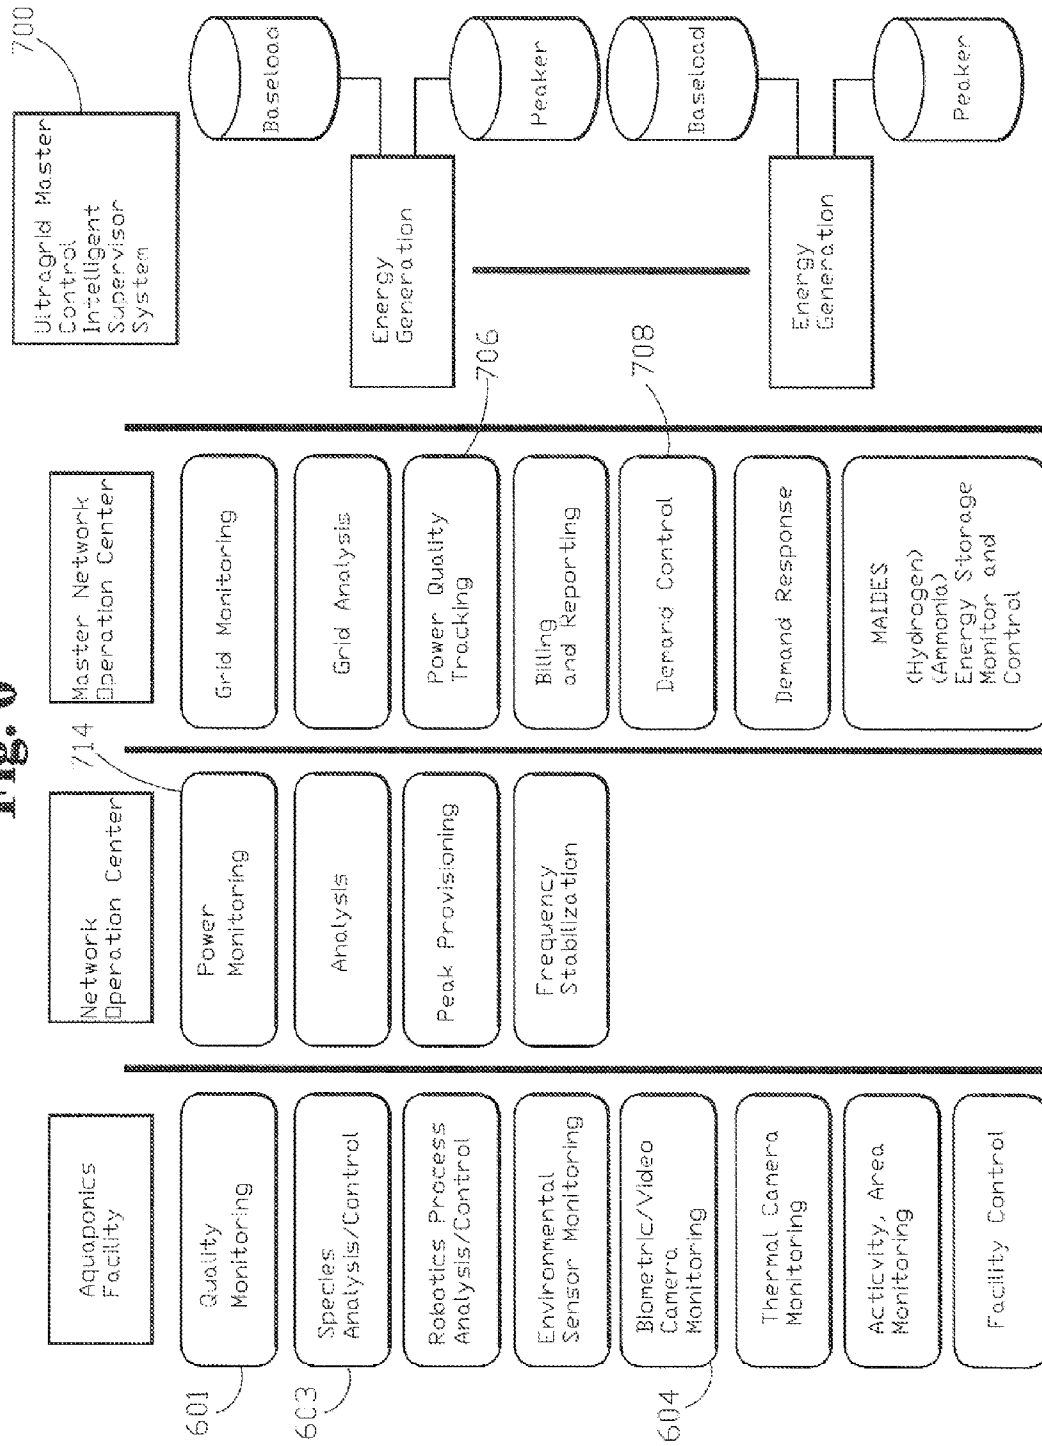 Fig.
Aquaponics
Facility
601
Quality
Monitoring
603
Species
Analysis/Control
Robotics Process
Analysis/Control
Environmental
Sensor Monitoring
604
Biometric/Video
Camera
Monitoring
Thermal Camera
Monitoring
Acticvity, Area
Monitoring
Facility Control
Network
Operation Center
714
Power
Monitoring
Analysis
Peak Provisioning
Frequency
Stabilization
Master Network
Operation Center
Grid Monitoring
Grid Analysis
706
Power Quality
Tracking
Billing
and Reporting
708
Demand Control
Demand Response
MAIDES
(Hydrogen)
(Ammonia)
Energy Storage
Monitor and
Control
700
Ultragrid Master
Control
Intelligent
Supervisor
System
Baseload
Energy
Generation
Peaker
Baseload
Energy
Generation
Peaker